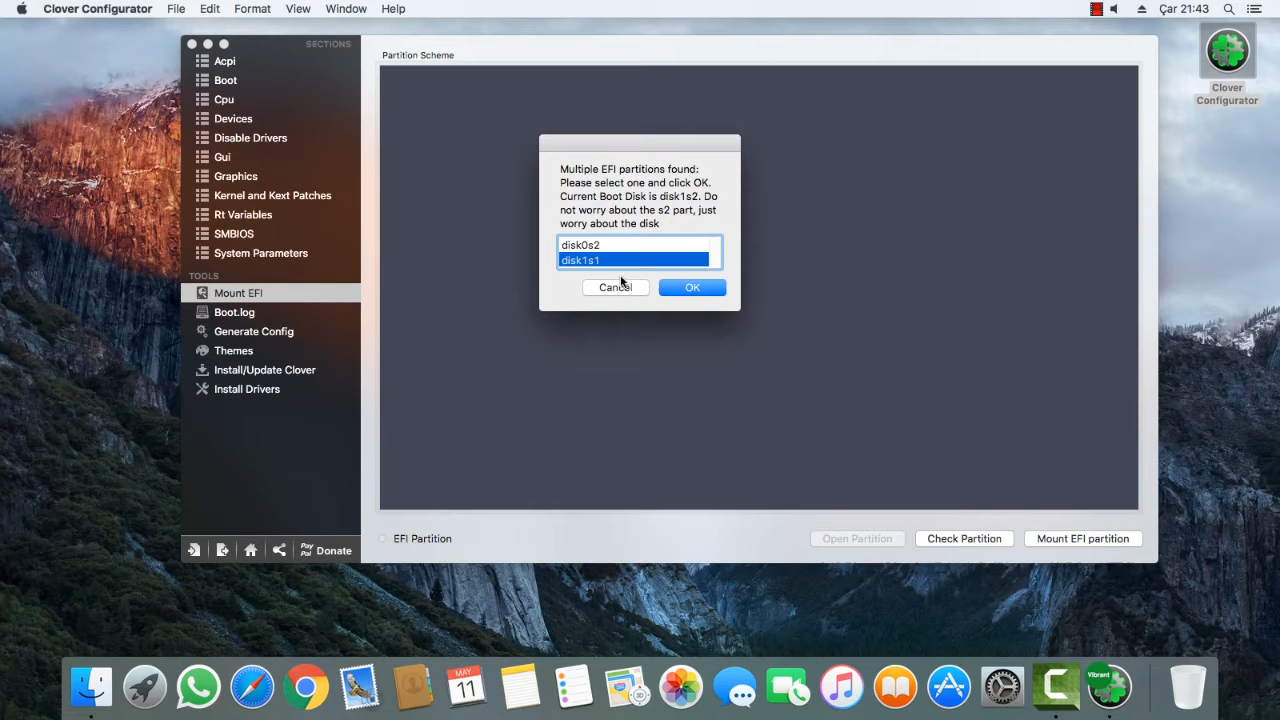 Clover Configurator File Edit Format View Window Help Çar 21:43
SECTIONS
Acpi
Boot
Cpu
Devices
Disable Drivers
Gui
Graphics
Kernel and Kext Patches
Rt Variables
SMBIOS
System Parameters
TOOLS
Mount EFI
Boot.log
Generate Config
Themes
Install/Update Clover
Install Drivers
Pay Pal Donate
Partition Scheme
Multiple EFI partitions found:
Please select one and click OK.
Current Boot Disk is disk1s2. Do
not worry about the s2 part, just
worry about the disk
disk0s2
disk1s1
Cancel OK
EFI Partition Open Partition Check Partition Mount EFI partition
Clover
Configurator
MAY
11
30
C
Vibrant